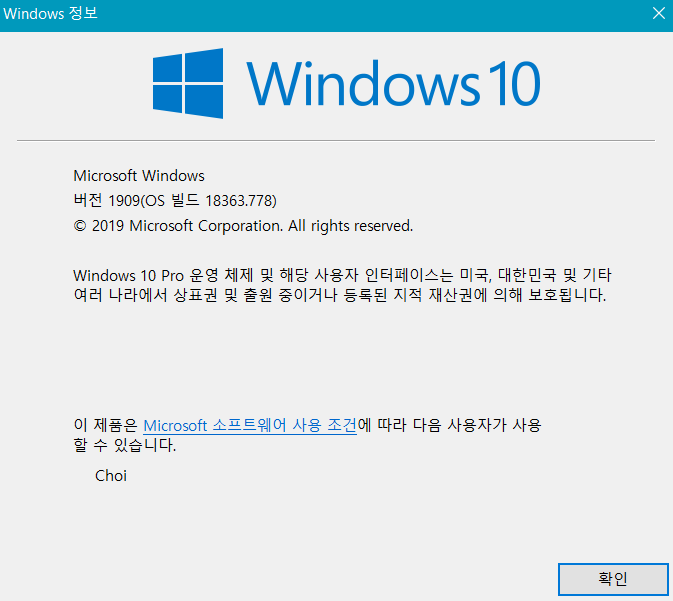 Windows 정보
Windows 10
Microsoft Windows
버전 1909(OS 빌드 18363.778)
© 2019 Microsoft Corporation. All rights reserved.
Windows 10 Pro 운영 체제 및 해당 사용자 인터페이스는 미국, 대한민국 및 기타
여러 나라에서 상표권 및 출원 중이거나 등록된 지적 재산권에 의해 보호됩니다.
이 제품은 Microsoft 소프트웨어 사용 조건에 따라 다음 사용자가 사용
할 수 있습니다.
Choi
확인